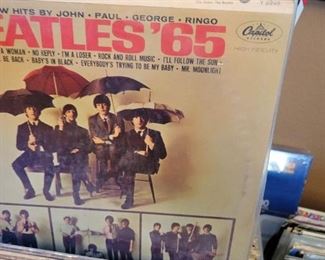 W HITS BY JOHN • PAUL • GEORGE • RINGO
EATLES '65
Capitol
HIGH FIDELITY
A WOMAN • NO REPLY • I'M A LOSER • ROCK AND ROLL MUSIC • I'LL FOLLOW THE SUN
BE BACK • BABY'S IN BLACK • EVERYBODY'S TRYING TO BE MY BABY • MR. MOONLIGHT